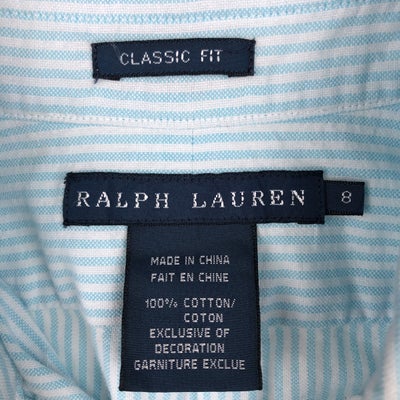 CLASSIC FIT
RALPH LAUREN 8
MADE IN CHINA
FAIT EN CHINE
100% COTTON/
COTON
EXCLUSIVE OF
DECORATION
GARNITURE EXCLUE